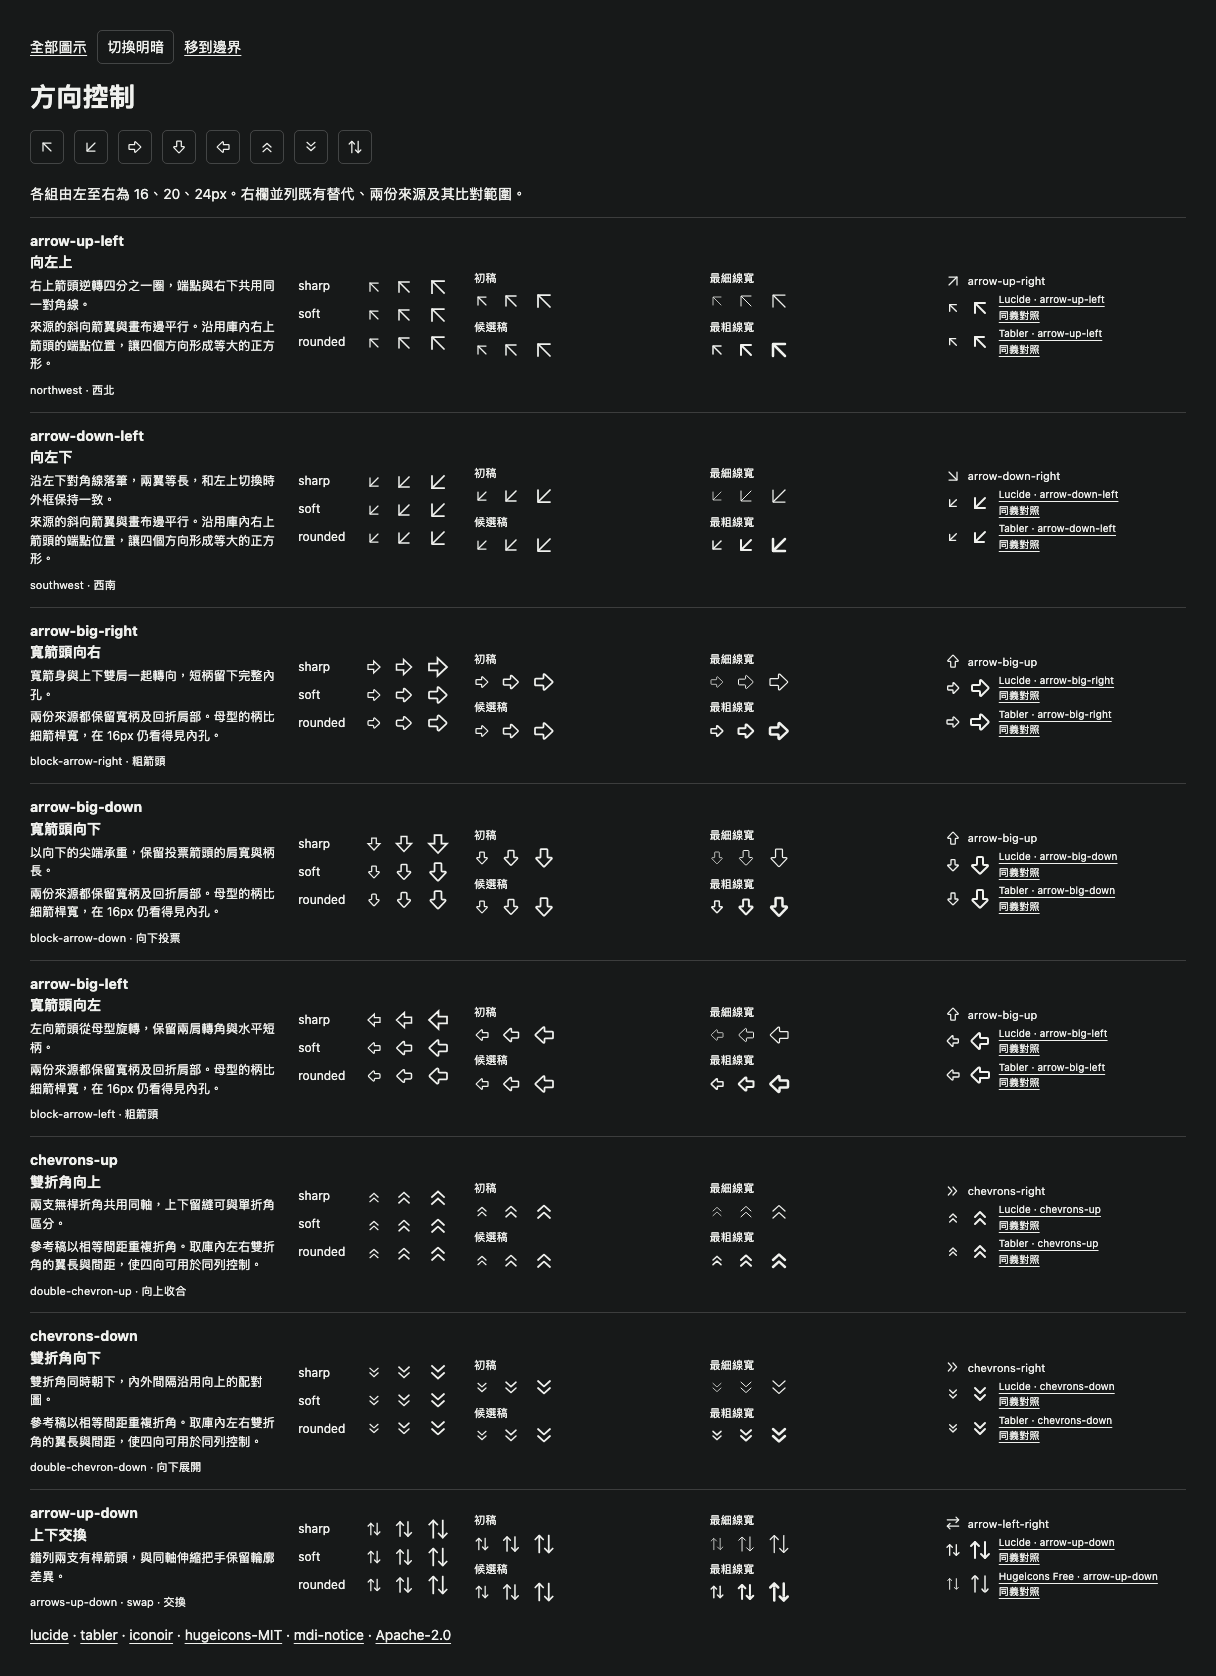 全部圖示 切換明暗 移到邊界
方向控制
各組由左至右為 16、20、24px。右欄並列既有替代、兩份來源及其比對範圍。
arrow-up-left
向左上
右上箭頭逆轉四分之一圈，端點與右下共用同
一對角線。
來源的斜向箭翼與畫布邊平行。沿用庫內右上
箭頭的端點位置，讓四個方向形成等大的正方
形。
northwest · 西北
sharp
soft
rounded
初稿
候選稿
最細線寬
最粗線寬
arrow-up-right
Lucide · arrow-up-left
同義對照
Tabler · arrow-up-left
同義對照
arrow-down-left
向左下
沿左下對角線落筆，兩翼等長，和左上切換時
外框保持一致。
來源的斜向箭翼與畫布邊平行。沿用庫內右上
箭頭的端點位置，讓四個方向形成等大的正方
形。
southwest · 西南
sharp
soft
rounded
初稿
候選稿
最細線寬
最粗線寬
arrow-down-right
Lucide · arrow-down-left
同義對照
Tabler · arrow-down-left
同義對照
arrow-big-right
寬箭頭向右
寬箭身與上下雙肩一起轉向，短柄留下完整內
孔。
兩份來源都保留寬柄及回折肩部。母型的柄比
細箭桿寬，在 16px 仍看得見內孔。
block-arrow-right · 粗箭頭
sharp
soft
rounded
初稿
候選稿
最細線寬
最粗線寬
arrow-big-up
Lucide · arrow-big-right
同義對照
Tabler · arrow-big-right
同義對照
arrow-big-down
寬箭頭向下
以向下的尖端承重，保留投票箭頭的肩寬與柄
長。
兩份來源都保留寬柄及回折肩部。母型的柄比
細箭桿寬，在 16px 仍看得見內孔。
block-arrow-down · 向下投票
sharp
soft
rounded
初稿
候選稿
最細線寬
最粗線寬
arrow-big-up
Lucide · arrow-big-down
同義對照
Tabler · arrow-big-down
同義對照
arrow-big-left
寬箭頭向左
左向箭頭從母型旋轉，保留兩肩轉角與水平短
柄。
兩份來源都保留寬柄及回折肩部。母型的柄比
細箭桿寬，在 16px 仍看得見內孔。
block-arrow-left · 粗箭頭
sharp
soft
rounded
初稿
候選稿
最細線寬
最粗線寬
arrow-big-up
Lucide · arrow-big-left
同義對照
Tabler · arrow-big-left
同義對照
chevrons-up
雙折角向上
兩支無桿折角共用同軸，上下留縫可與單折角
區分。
參考稿以相等間距重複折角。取庫內左右雙折
角的翼長與間距，使四向可用於同列控制。
double-chevron-up · 向上收合
sharp
soft
rounded
初稿
候選稿
最細線寬
最粗線寬
chevrons-right
Lucide · chevrons-up
同義對照
Tabler · chevrons-up
同義對照
chevrons-down
雙折角向下
雙折角同時朝下，內外間隔沿用向上的配對
圖。
參考稿以相等間距重複折角。取庫內左右雙折
角的翼長與間距，使四向可用於同列控制。
double-chevron-down · 向下展開
sharp
soft
rounded
初稿
候選稿
最細線寬
最粗線寬
chevrons-right
Lucide · chevrons-down
同義對照
Tabler · chevrons-down
同義對照
arrow-up-down
上下交換
錯列兩支有桿箭頭，與同軸伸縮把手保留輪廓
差異。
arrows-up-down · swap · 交換
sharp
soft
rounded
初稿
候選稿
最細線寬
最粗線寬
arrow-left-right
Lucide · arrow-up-down
同義對照
Hugeicons Free · arrow-up-down
同義對照
lucide · tabler · iconoir · hugeicons-MIT · mdi-notice · Apache-2.0